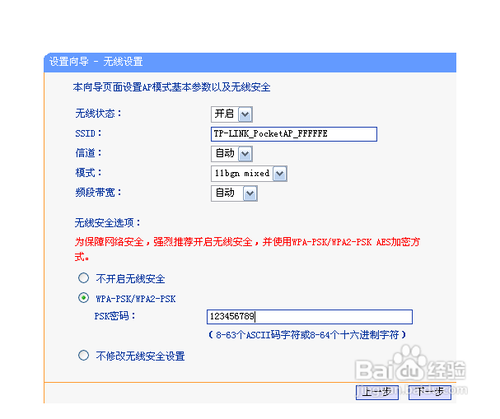 设置向导 - 无线设置
本向导页面设置AP模式基本参数以及无线安全
无线状态： 开启
SSID： TP-LINK_PocketAP_FFFFFE
信道： 自动
模式： 11bgn mixed
频段带宽： 自动
无线安全选项：
为保障网络安全，强烈推荐开启无线安全，并使用WPA-PSK/WPA2-PSK AES加密方
式。
不开启无线安全
WPA-PSK/WPA2-PSK
PSK密码： 123456789
（8-63个ASCII码字符或8-64个十六进制字符）
不修改无线安全设置
上一步 下一步
Baidu 经验